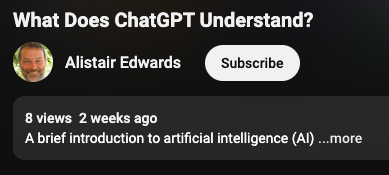 What Does ChatGPT Understand?
Alistair Edwards
Subscribe
8 views 2 weeks ago
A brief introduction to artificial intelligence (AI) ...more